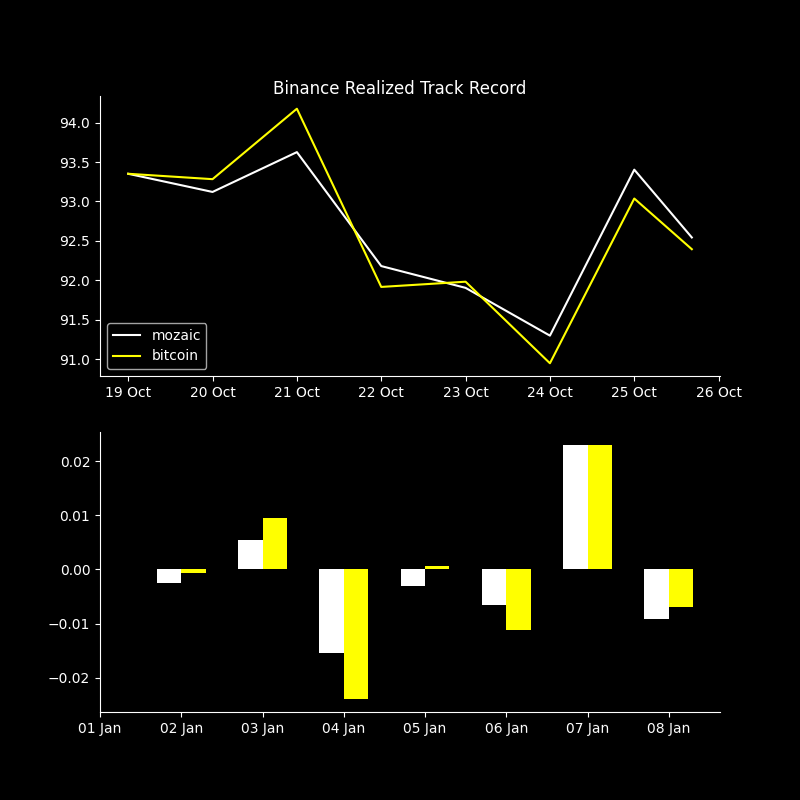 Binance Realized Track Record
94.0
93.5
93.0
92.5
92.0
91.5
91.0
mozaic
bitcoin
19 Oct 20 Oct 21 Oct 22 Oct 23 Oct 24 Oct 25 Oct 26 Oct
0.02
0.01
0.00
−0.01
−0.02
01 Jan 02 Jan 03 Jan 04 Jan 05 Jan 06 Jan 07 Jan 08 Jan